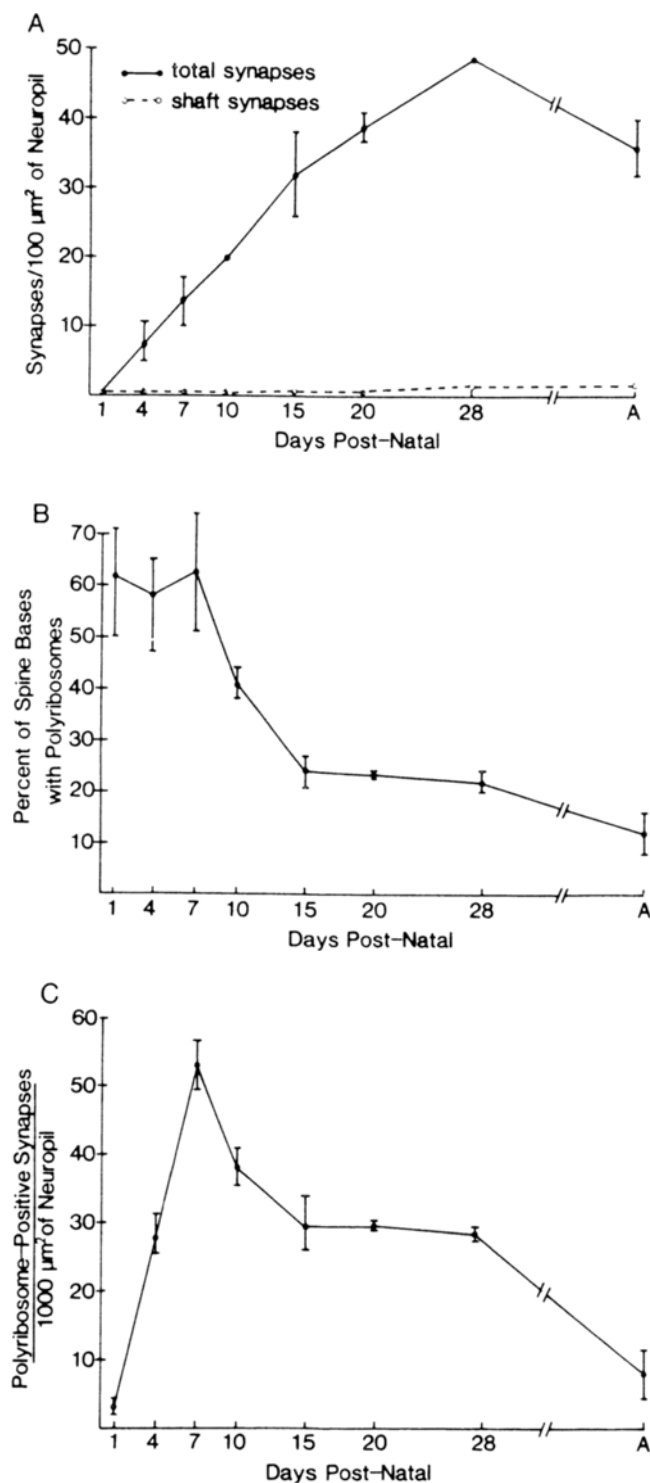 A
50
40
30
20
10
total synapses
shaft synapses
Synapses/100 µm² of Neuropil
1 4 7 10 15 20 28 A
Days Post–Natal
B
70
60
50
40
30
20
10
Percent of Spine Bases
with Polyribosomes
1 4 7 10 15 20 28 A
Days Post–Natal
C
60
50
40
30
20
10
Polyribosome–Positive Synapses
1000 µm² of Neuropil
1 4 7 10 15 20 28 A
Days Post–Natal